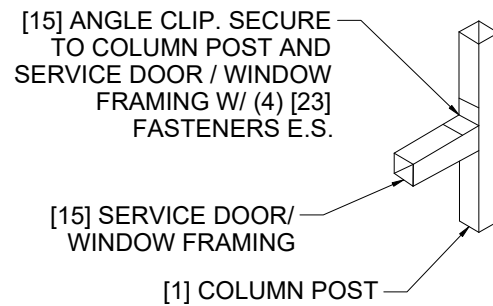 [15] ANGLE CLIP. SECURE
TO COLUMN POST AND
SERVICE DOOR / WINDOW
FRAMING W/ (4) [23]
FASTENERS E.S.
[15] SERVICE DOOR/
WINDOW FRAMING
[1] COLUMN POST